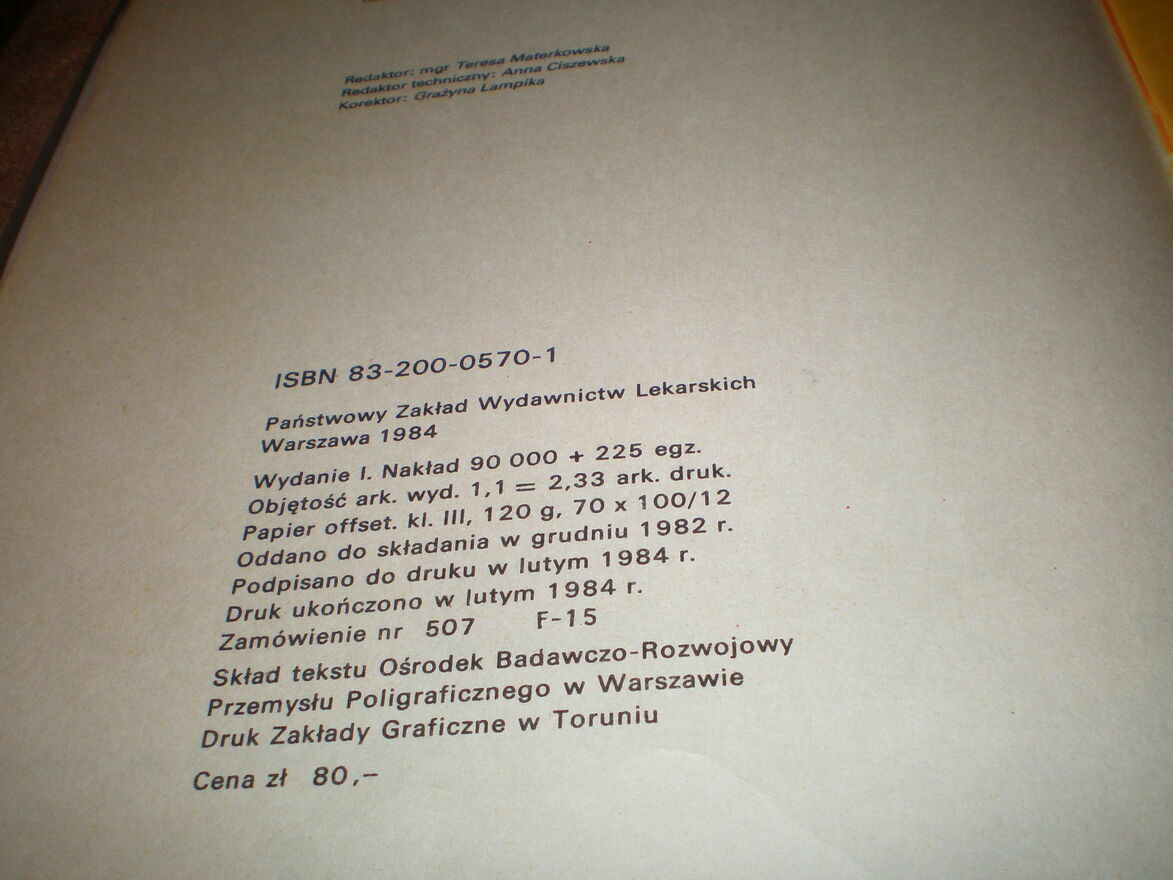 Redaktor: mgr Teresa Materkowska
Redaktor techniczny: Anna Ciszewska
Korektor: Grażyna Lampika
ISBN 83-200-0570-1
Państwowy Zakład Wydawnictw Lekarskich
Warszawa 1984
Wydanie I. Nakład 90 000 + 225 egz.
Objętość ark. wyd. 1,1 = 2,33 ark. druk.
Papier offset. kl. III, 120 g, 70 x 100/12
Oddano do składania w grudniu 1982 r.
Podpisano do druku w lutym 1984 r.
Druk ukończono w lutym 1984 r.
Zamówienie nr 507 F-15
Skład tekstu Ośrodek Badawczo-Rozwojowy
Przemysłu Poligraficznego w Warszawie
Druk Zakłady Graficzne w Toruniu
Cena zł 80,—